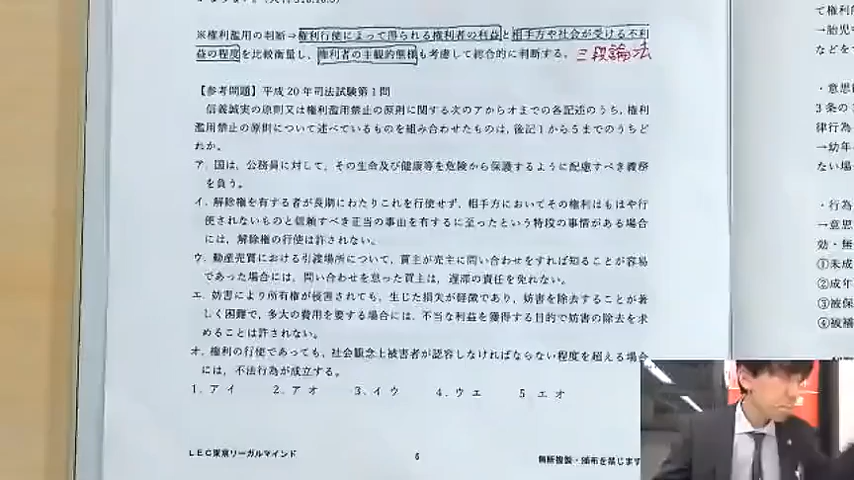 ※権利濫用の判断⇒権利行使によって得られる権利者の利益と相手方や社会が受ける不利
益の程度を比較衡量し、権利者の主観的態様も考慮して総合的に判断する。三段論法
【参考問題】平成20年司法試験第1問
信義誠実の原則又は権利濫用禁止の原則に関する次のアからオまでの各記述のうち、権利
濫用禁止の原則について述べているものを組み合わせたものは、後記1から5までのうちど
れか。
ア.国は、公務員に対して、その生命及び健康等を危険から保護するように配慮すべき義務
を負う。
イ.解除権を有する者が長期にわたりこれを行使せず、相手方においてその権利はもはや行
使されないものと信頼すべき正当の事由を有するに至ったという特段の事情がある場合
には、解除権の行使は許されない。
ウ.動産売買における引渡場所について、買主が売主に問い合わせをすれば知ることが容易
であった場合には、問い合わせを怠った買主は、遅滞の責任を免れない。
エ.妨害により所有権が侵害されても、生じた損失が軽微であり、妨害を除去することが著
しく困難で、多大の費用を要する場合には、不当な利益を獲得する目的で妨害の除去を求
めることは許されない。
オ.権利の行使であっても、社会観念上被害者が認容しなければならない程度を超える場合
には、不法行為が成立する。
1.アイ 2.アオ 3.イウ 4.ウエ 5 エオ
LEC東京リーガルマインド 6 無断複製・頒布を禁じます
て権利
→胎児
などを
・意思
3条の
律行為
→幼年
ない場
・行為
→意思
効・無
①未成
②成年
③被保
④被補